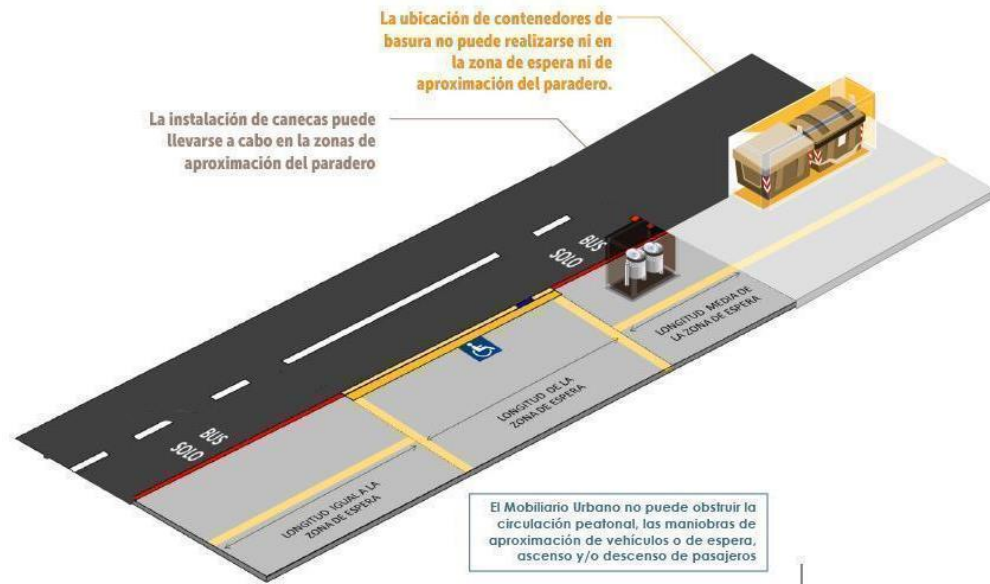 La ubicación de contenedores de
basura no puede realizarse ni en
la zona de espera ni de
aproximación del paradero.
La instalación de canecas puede
llevarse a cabo en la zonas de
aproximación del paradero
SOLO BUS
LONGITUD MEDIA DE
LA ZONA DE ESPERA
LONGITUD DE LA
ZONA DE ESPERA
SOLO BUS
LONGITUD IGUAL A LA
ZONA DE ESPERA
El Mobiliario Urbano no puede obstruir la
circulación peatonal, las maniobras de
aproximación de vehículos o de espera,
ascenso y/o descenso de pasajeros